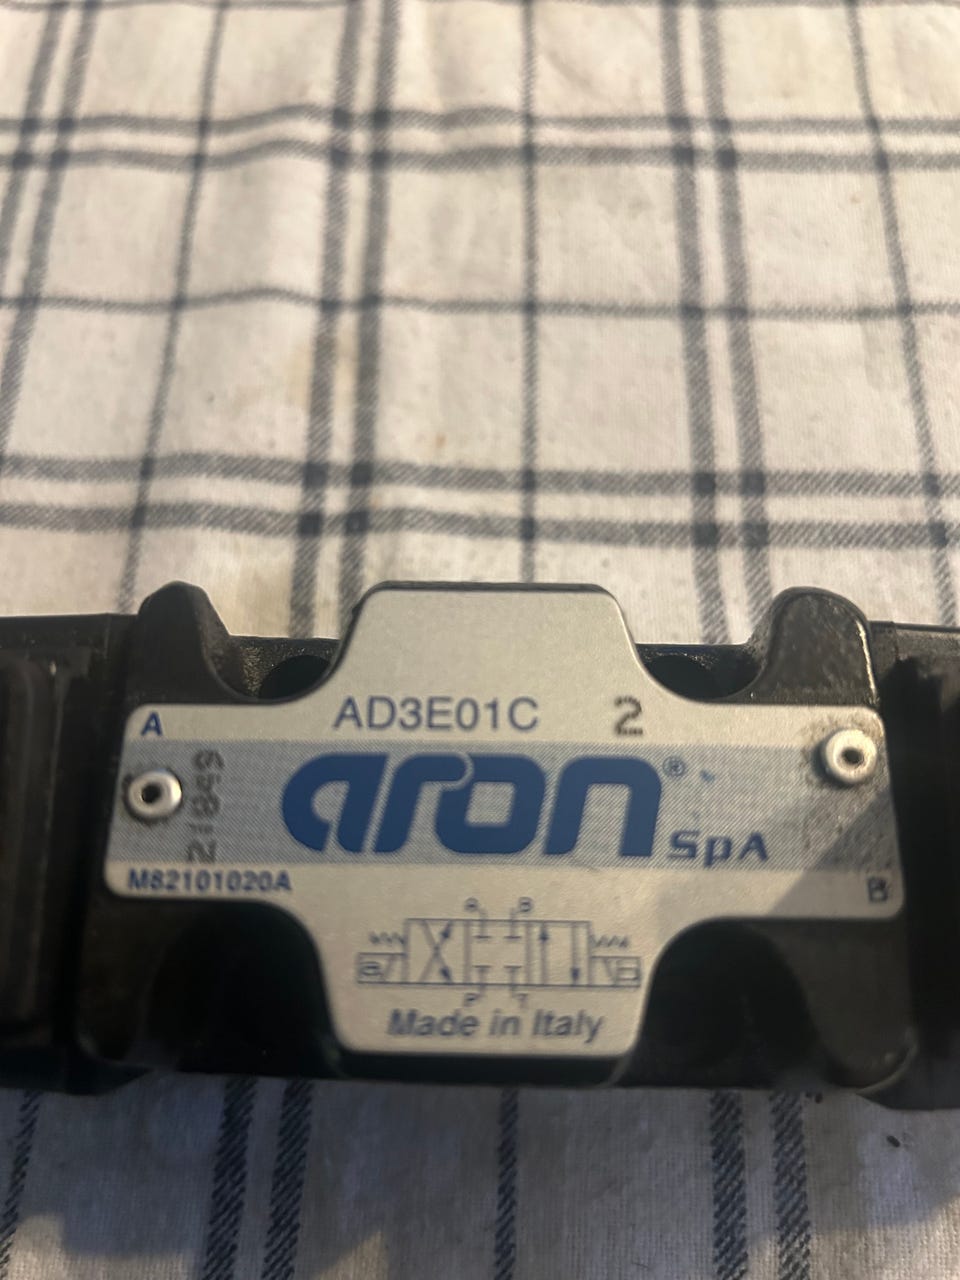 AD3E01C 2
A
aron® SpA
M82101020A
B
A B
P T
Made in Italy